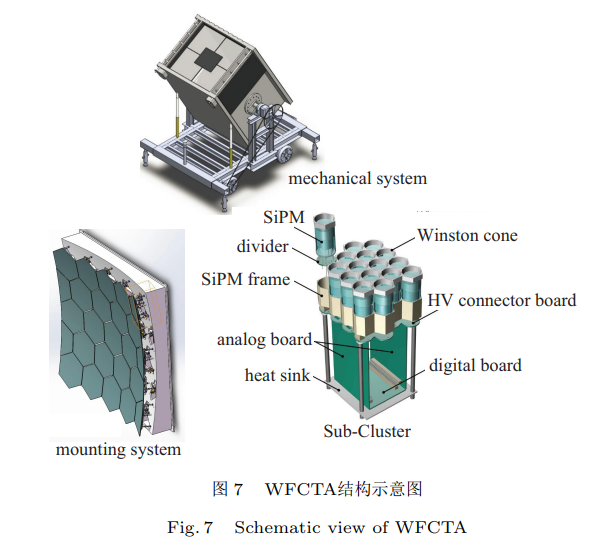 mechanical system
SiPM
Winston cone
divider
SiPM frame
HV connector board
analog board
digital board
heat sink
Sub-Cluster
mounting system
图 7 WFCTA结构示意图
Fig. 7 Schematic view of WFCTA